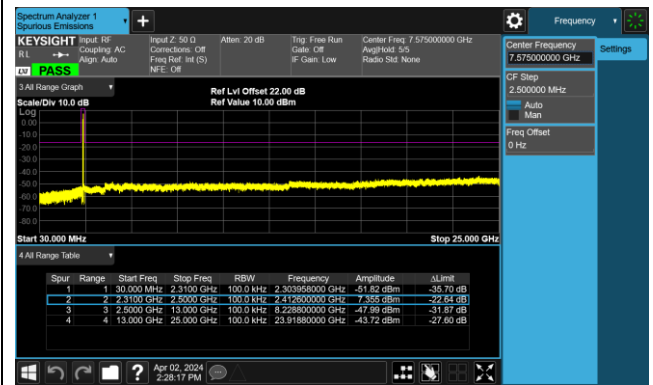 Spectrum Analyzer 1
Spurious Emissions
Frequency
KEYSIGHT
R L
LXI PASS
Input: RF
Coupling: AC
Align: Auto
Input Z: 50 Ω
Corrections: Off
Freq Ref: Int (S)
NFE: Off
Atten: 20 dB
Trig: Free Run
Gate: Off
IF Gain: Low
Center Freq: 7.575000000 GHz
Avg|Hold: 5/5
Radio Std: None
Center Frequency
7.575000000 GHz
Settings
CF Step
2.500000 MHz
Auto
Man
Freq Offset
0 Hz
3 All Range Graph
Scale/Div 10.0 dB
Ref Lvl Offset 22.00 dB
Ref Value 10.00 dBm
Log
0.00
-10.0
-20.0
-30.0
-40.0
-50.0
-60.0
-70.0
-80.0
Start 30.000 MHz
Stop 25.000 GHz
4 All Range Table
Spur Range Start Freq Stop Freq RBW Frequency Amplitude ΔLimit
1 1 30.000 MHz 2.3100 GHz 100.0 kHz 2.303958000 GHz -51.82 dBm -35.70 dB
2 2 2.3100 GHz 2.5000 GHz 100.0 kHz 2.412600000 GHz 7.355 dBm -22.64 dB
3 3 2.5000 GHz 13.000 GHz 100.0 kHz 8.228800000 GHz -47.99 dBm -31.87 dB
4 4 13.000 GHz 25.000 GHz 100.0 kHz 23.91880000 GHz -43.72 dBm -27.60 dB
Apr 02, 2024
2:28:17 PM